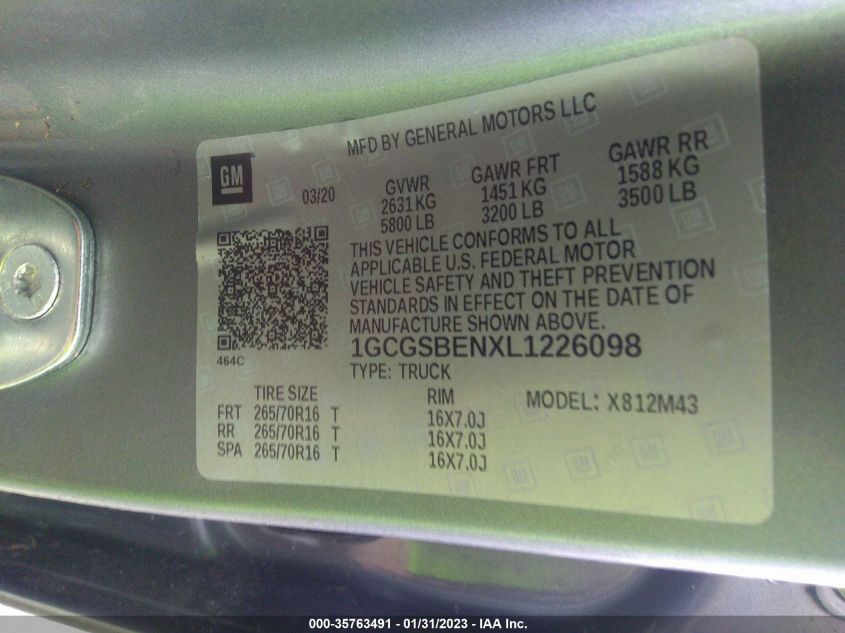 MFD BY GENERAL MOTORS LLC
GM
03/20
GVWR GAWR FRT GAWR RR
2631 KG 1451 KG 1588 KG
5800 LB 3200 LB 3500 LB
THIS VEHICLE CONFORMS TO ALL
APPLICABLE U.S. FEDERAL MOTOR
VEHICLE SAFETY AND THEFT PREVENTION
STANDARDS IN EFFECT ON THE DATE OF
MANUFACTURE SHOWN ABOVE.
464C
1GCGSBENXL1226098
TYPE: TRUCK
TIRE SIZE RIM MODEL: X812M43
FRT 265/70R16 T 16X7.0J
RR 265/70R16 T 16X7.0J
SPA 265/70R16 T 16X7.0J
000-35763491 - 01/31/2023 - IAA Inc.